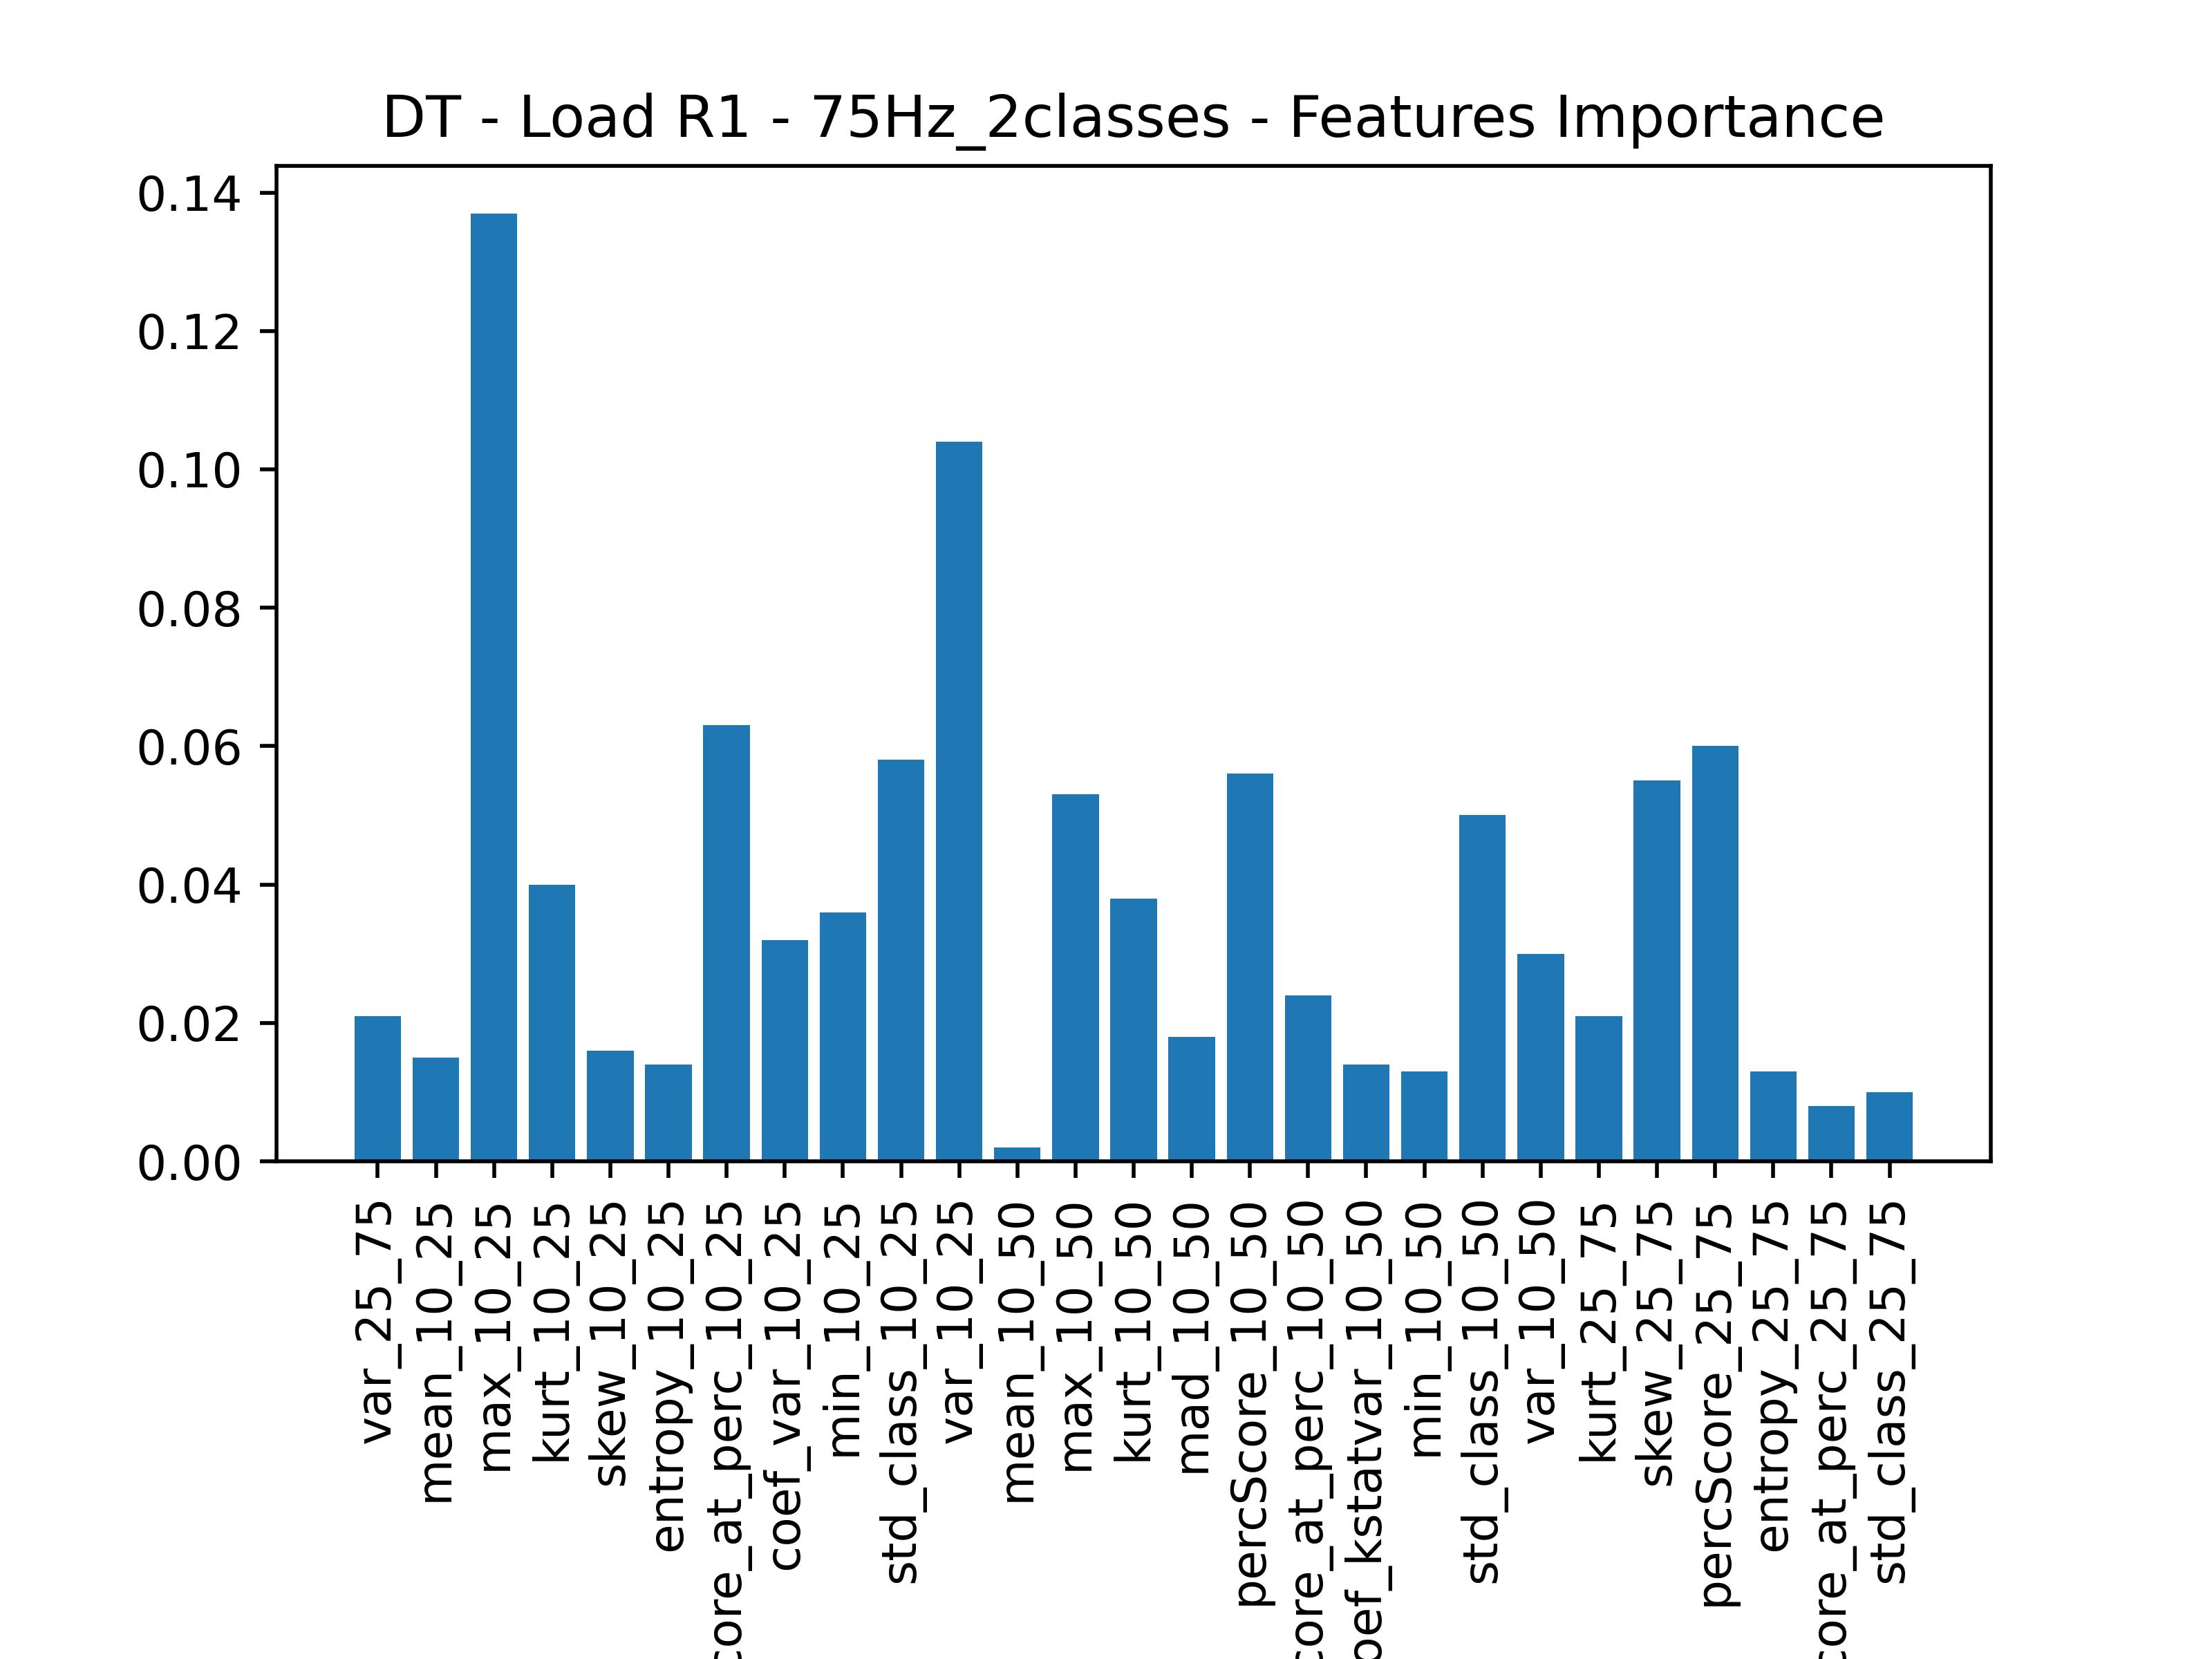 DT - Load R1 - 75Hz_2classes - Features Importance
0.14
0.12
0.10
0.08
0.06
0.04
0.02
0.00
var_25_75
mean_10_25
max_10_25
kurt_10_25
skew_10_25
entropy_10_25
core_at_perc_10_25
coef_var_10_25
min_10_25
std_class_10_25
var_10_25
mean_10_50
max_10_50
kurt_10_50
mad_10_50
percScore_10_50
core_at_perc_10_50
oef_kstatvar_10_50
min_10_50
std_class_10_50
var_10_50
kurt_25_75
skew_25_75
percScore_25_75
entropy_25_75
core_at_perc_25_75
std_class_25_75